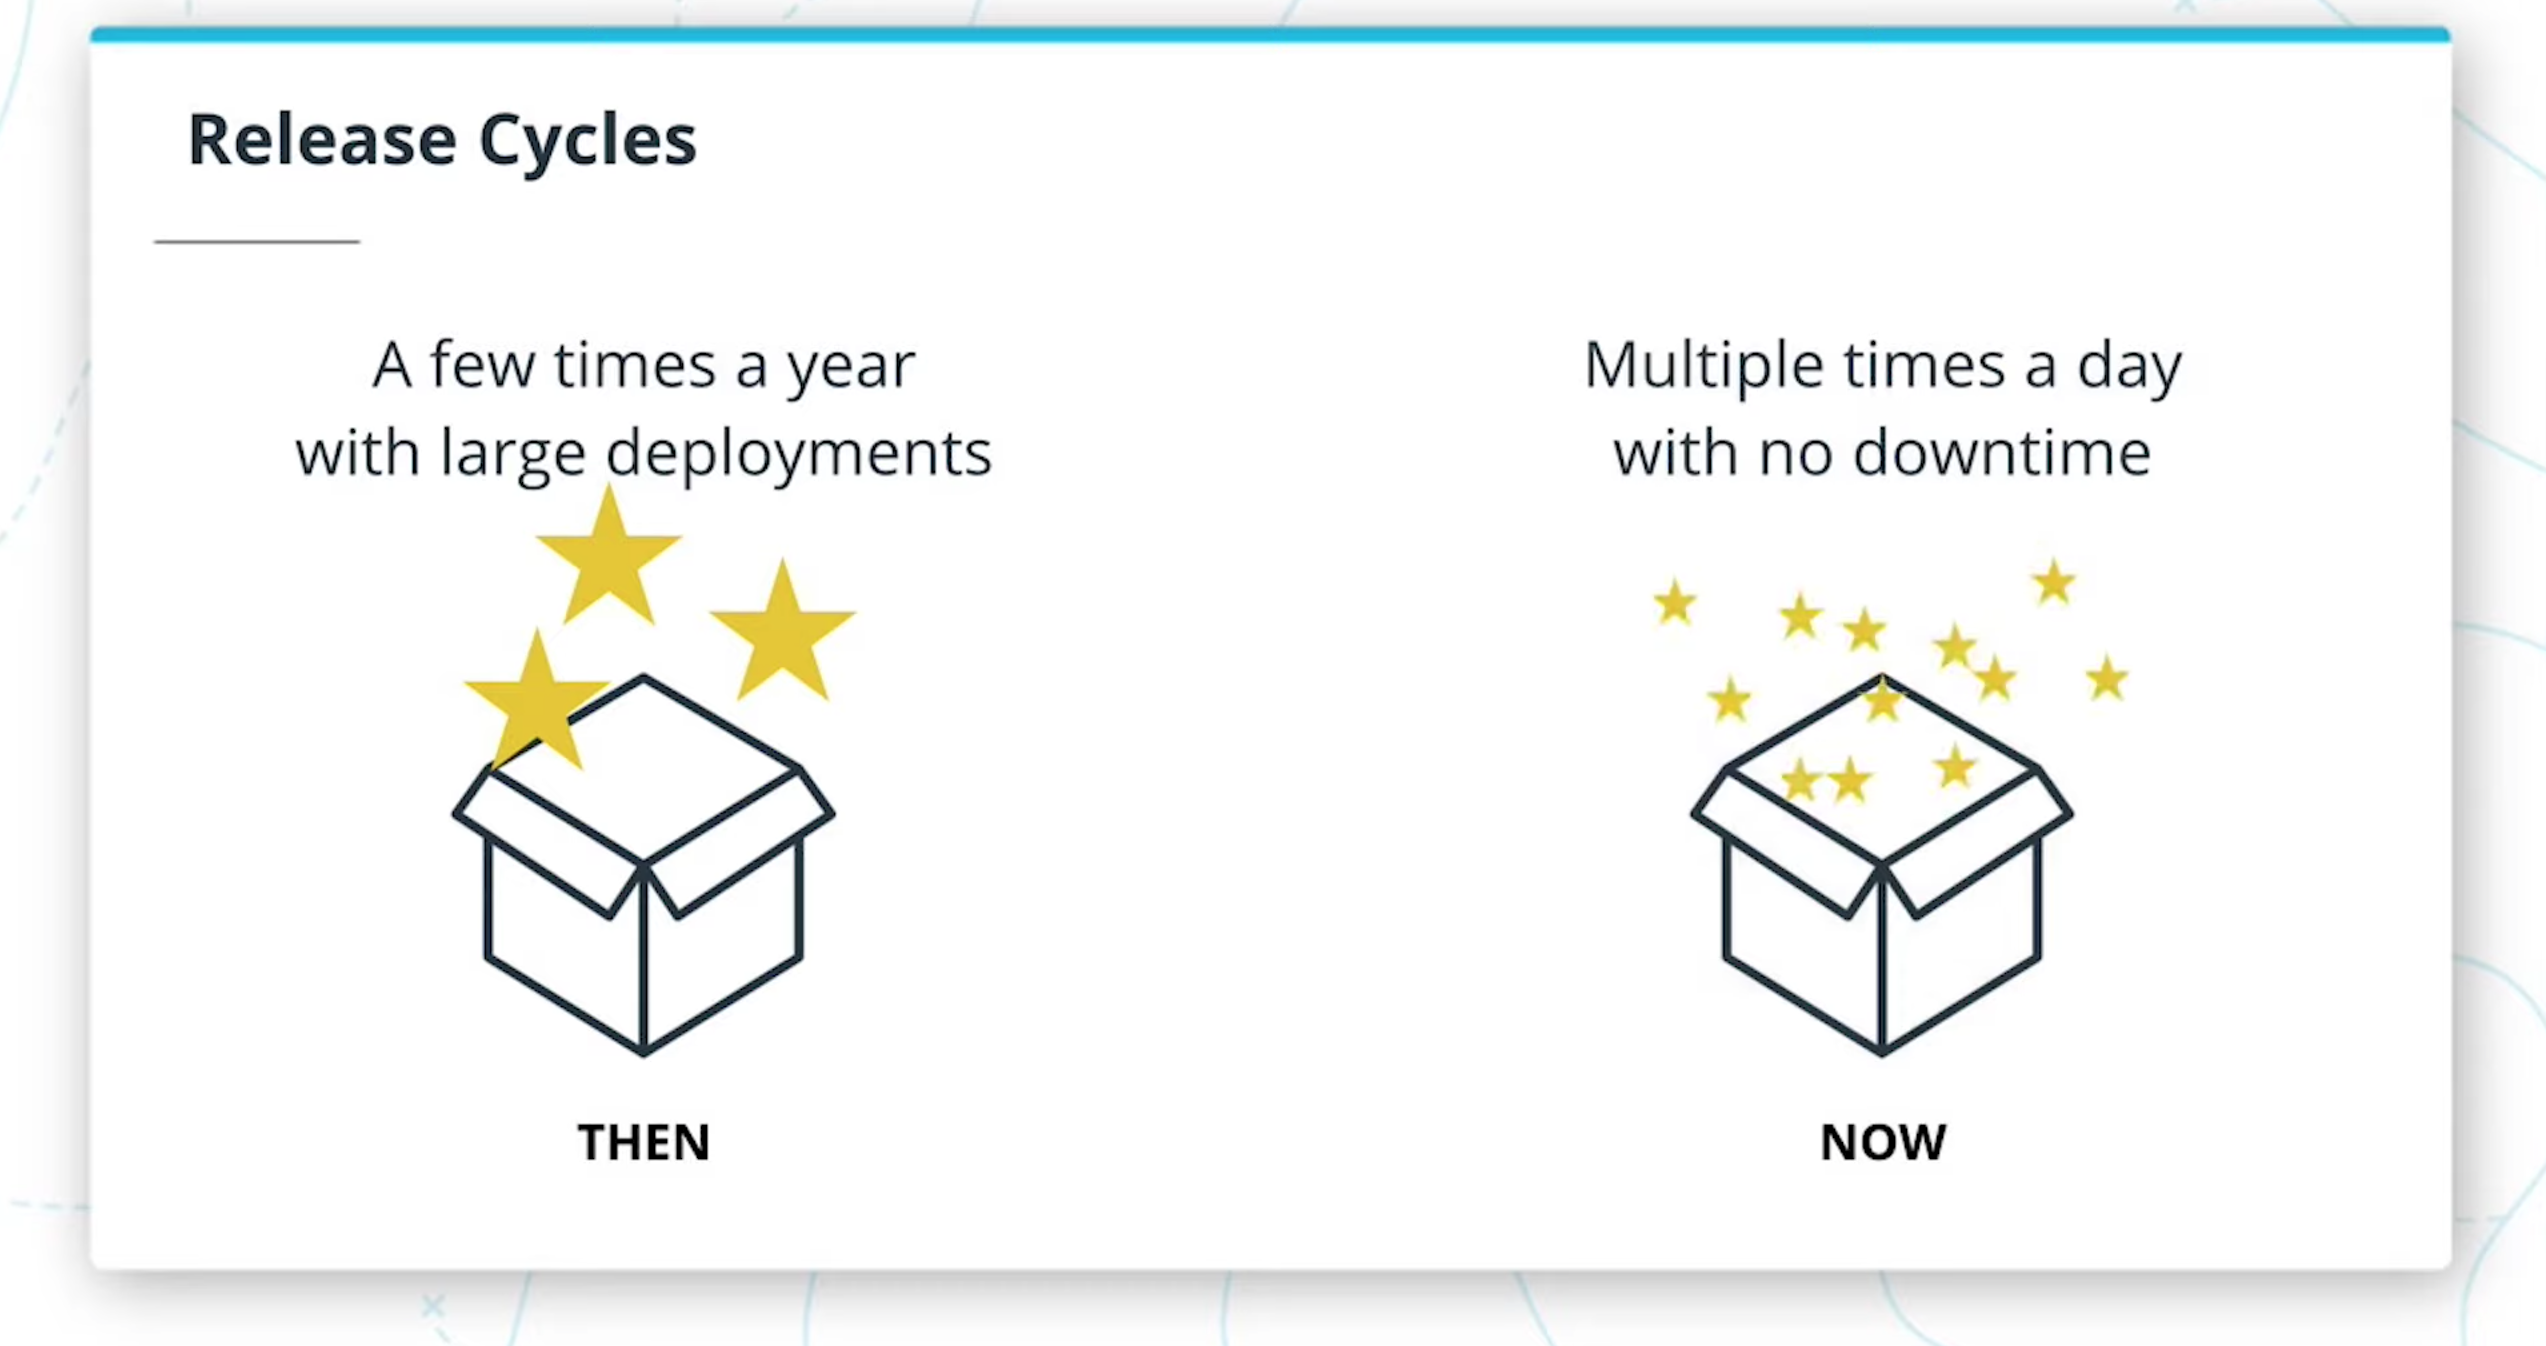 Release Cycles
A few times a year
with large deployments
Multiple times a day
with no downtime
THEN
NOW